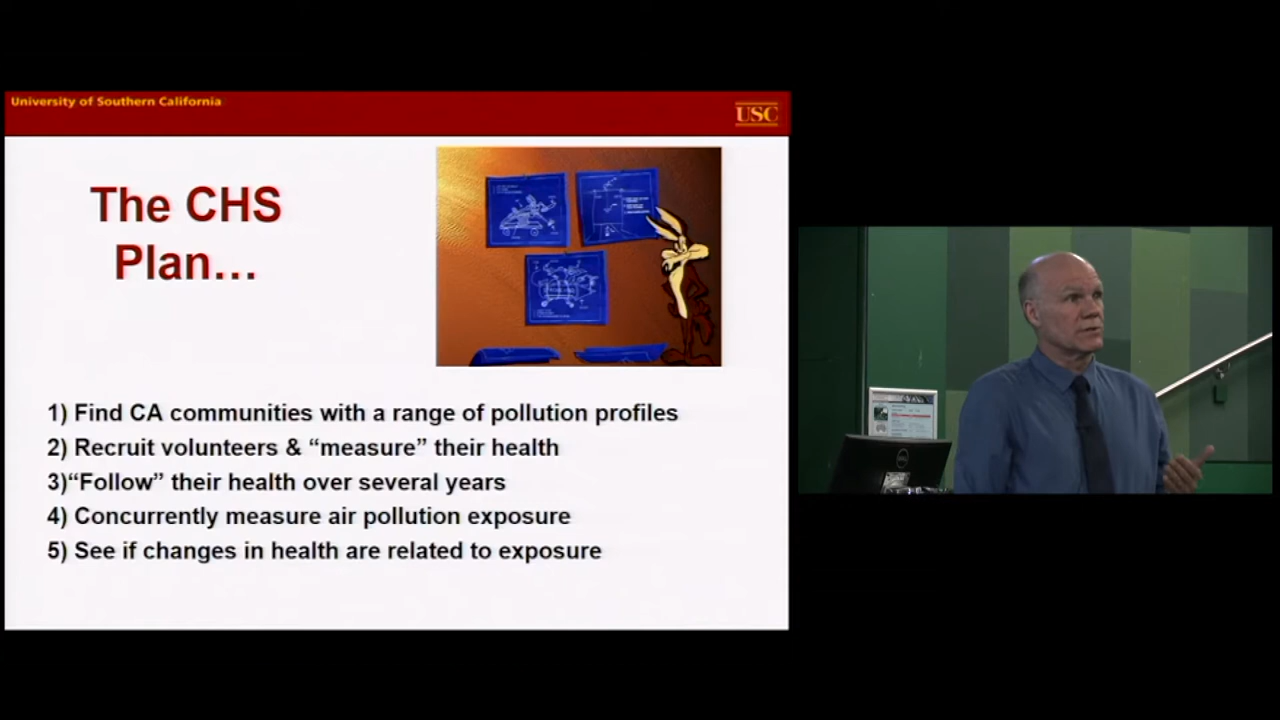 University of Southern California
USC
The CHS
Plan...
1) Find CA communities with a range of pollution profiles
2) Recruit volunteers & “measure” their health
3)“Follow” their health over several years
4) Concurrently measure air pollution exposure
5) See if changes in health are related to exposure